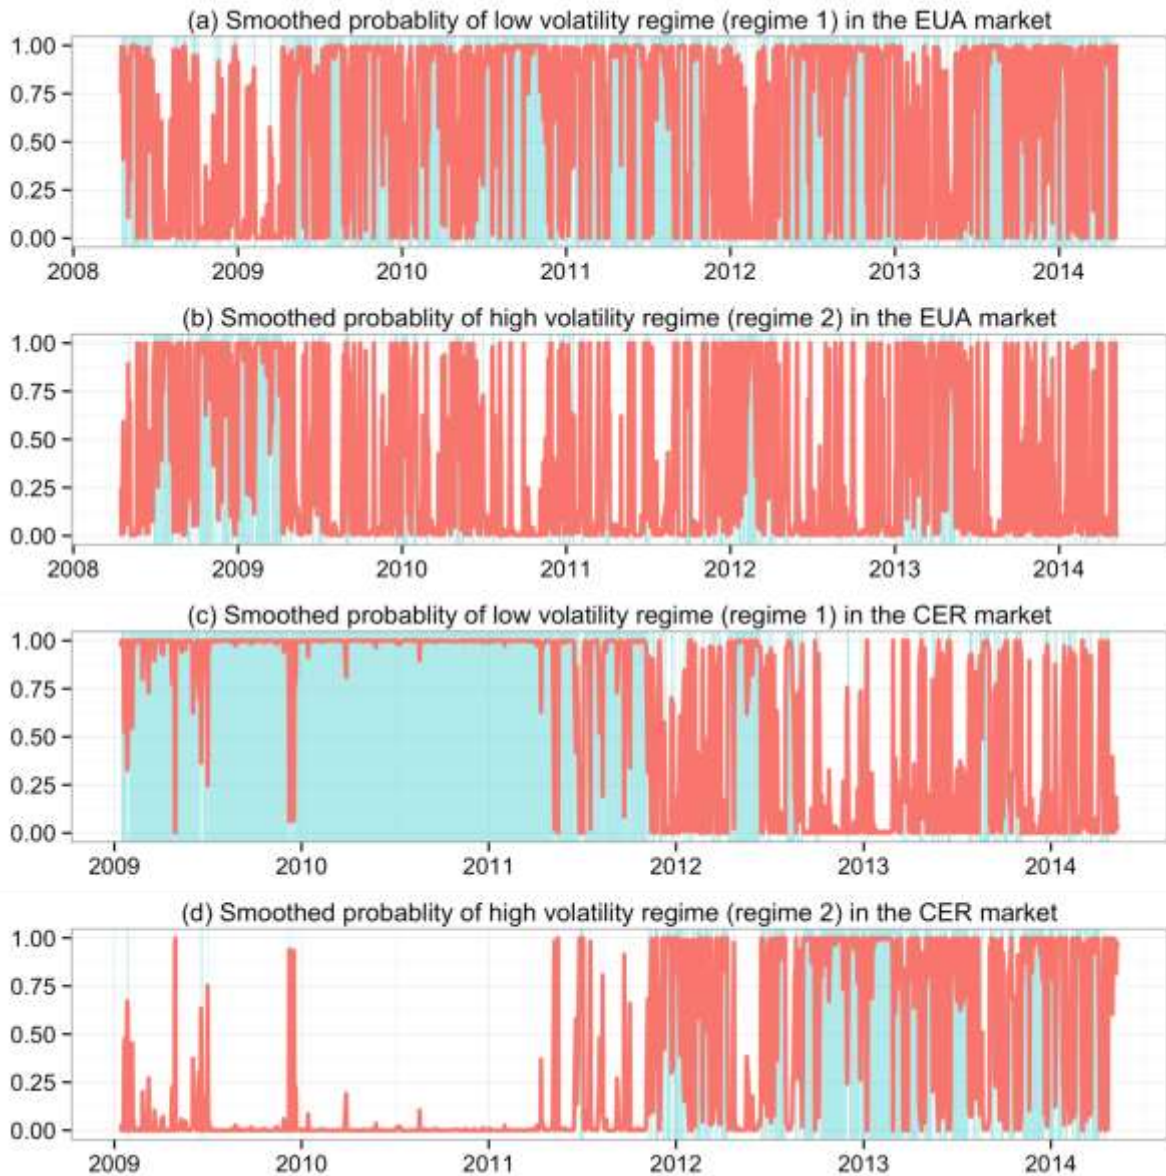 (a) Smoothed probablity of low volatility regime (regime 1) in the EUA market
1.00
0.75
0.50
0.25
0.00
2008 2009 2010 2011 2012 2013 2014
(b) Smoothed probablity of high volatility regime (regime 2) in the EUA market
1.00
0.75
0.50
0.25
0.00
2008 2009 2010 2011 2012 2013 2014
(c) Smoothed probablity of low volatility regime (regime 1) in the CER market
1.00
0.75
0.50
0.25
0.00
2009 2010 2011 2012 2013 2014
(d) Smoothed probablity of high volatility regime (regime 2) in the CER market
1.00
0.75
0.50
0.25
0.00
2009 2010 2011 2012 2013 2014